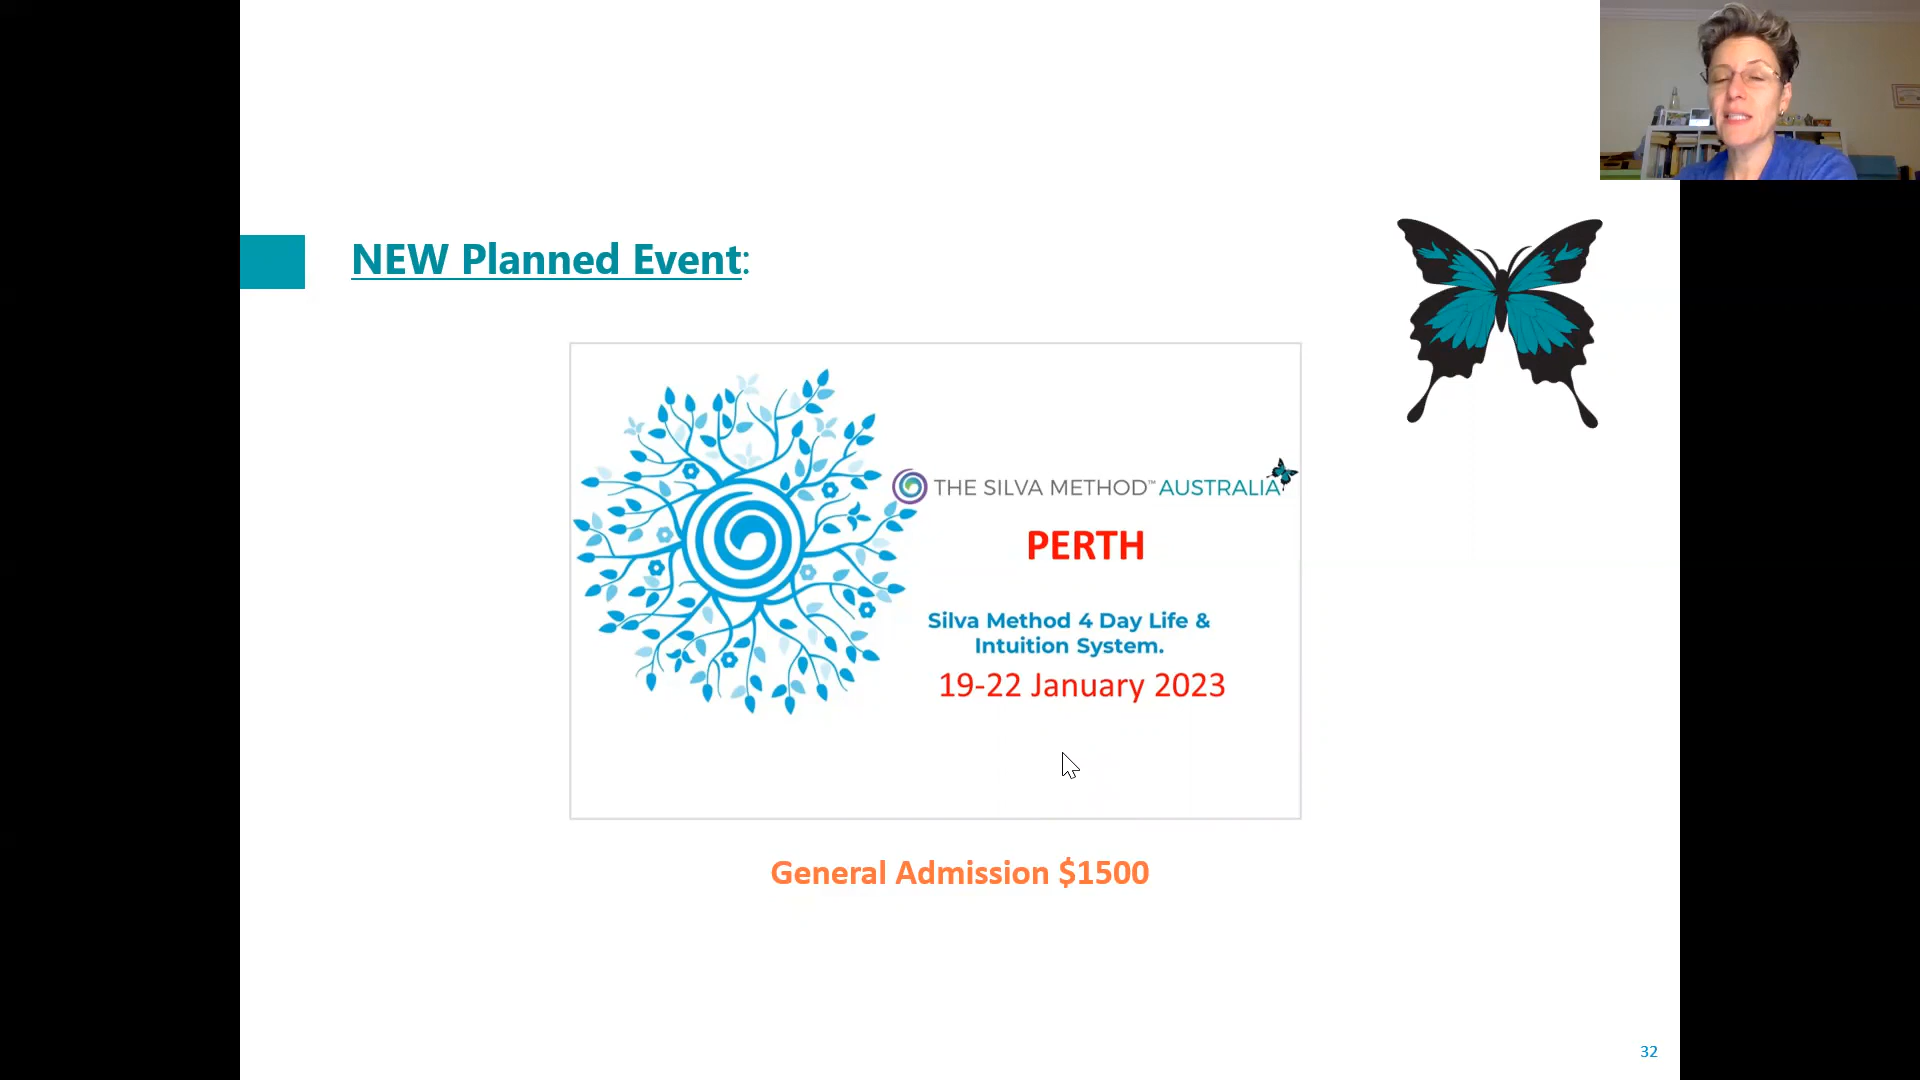 NEW Planned Event:
THE SILVA METHOD™ AUSTRALIA
PERTH
Silva Method 4 Day Life &
Intuition System.
19-22 January 2023
General Admission $1500
32